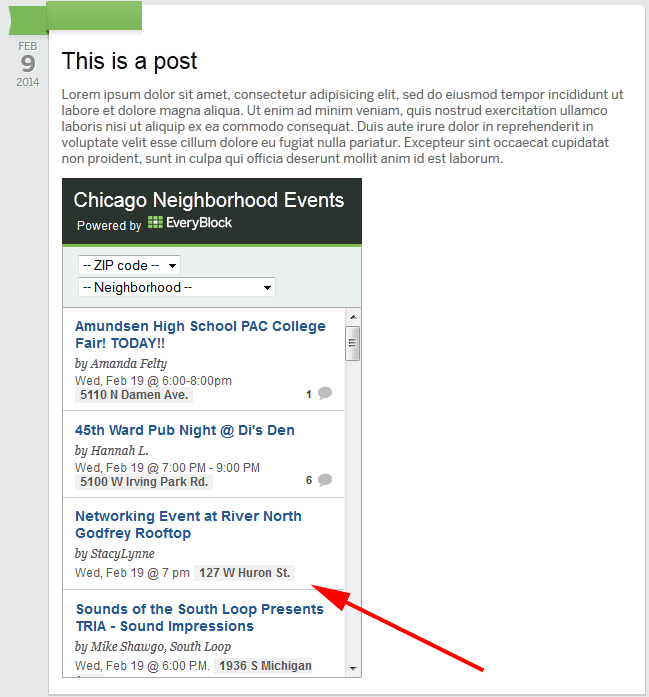 FEB
9
2014
This is a post
Lorem ipsum dolor sit amet, consectetur adipisicing elit, sed do eiusmod tempor incididunt ut
labore et dolore magna aliqua. Ut enim ad minim veniam, quis nostrud exercitation ullamco
laboris nisi ut aliquip ex ea commodo consequat. Duis aute irure dolor in reprehenderit in
voluptate velit esse cillum dolore eu fugiat nulla pariatur. Excepteur sint occaecat cupidatat
non proident, sunt in culpa qui officia deserunt mollit anim id est laborum.
Chicago Neighborhood Events
Powered by EveryBlock
-- ZIP code --
-- Neighborhood --
Amundsen High School PAC College
Fair! TODAY!!
by Amanda Felty
Wed, Feb 19 @ 6:00-8:00pm
5110 N Damen Ave. 1
45th Ward Pub Night @ Di's Den
by Hannah L.
Wed, Feb 19 @ 7:00 PM - 9:00 PM
5100 W Irving Park Rd. 6
Networking Event at River North
Godfrey Rooftop
by StacyLynne
Wed, Feb 19 @ 7 pm 127 W Huron St.
Sounds of the South Loop Presents
TRIA - Sound Impressions
by Mike Shawgo, South Loop
Wed, Feb 19 @ 6:00 P.M. 1936 S Michigan